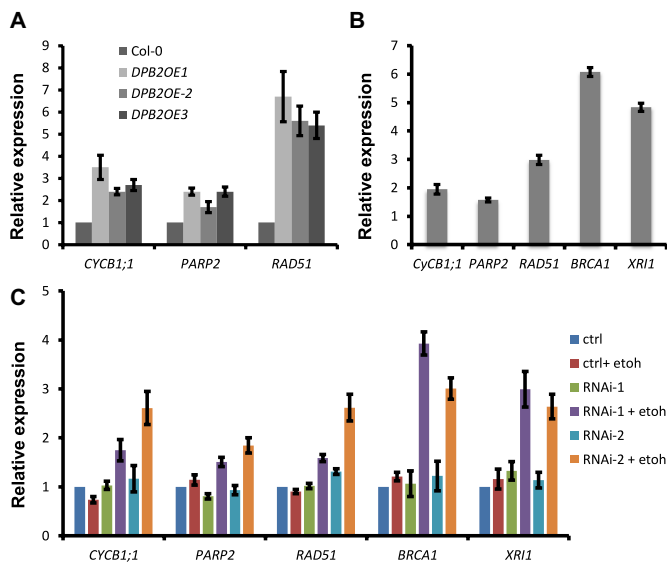 A
Relative expression
9
8
7
6
5
4
3
2
1
0
Col-0
DPB2OE1
DPB2OE-2
DPB2OE3
CYCB1;1 PARP2 RAD51
B
Relative expression
7
6
5
4
3
2
1
0
CyCB1;1 PARP2 RAD51 BRCA1 XRI1
C
Relative expression
5
4
3
2
1
0
CYCB1;1 PARP2 RAD51 BRCA1 XRI1
ctrl
ctrl+ etoh
RNAi-1
RNAi-1 + etoh
RNAi-2
RNAi-2 + etoh